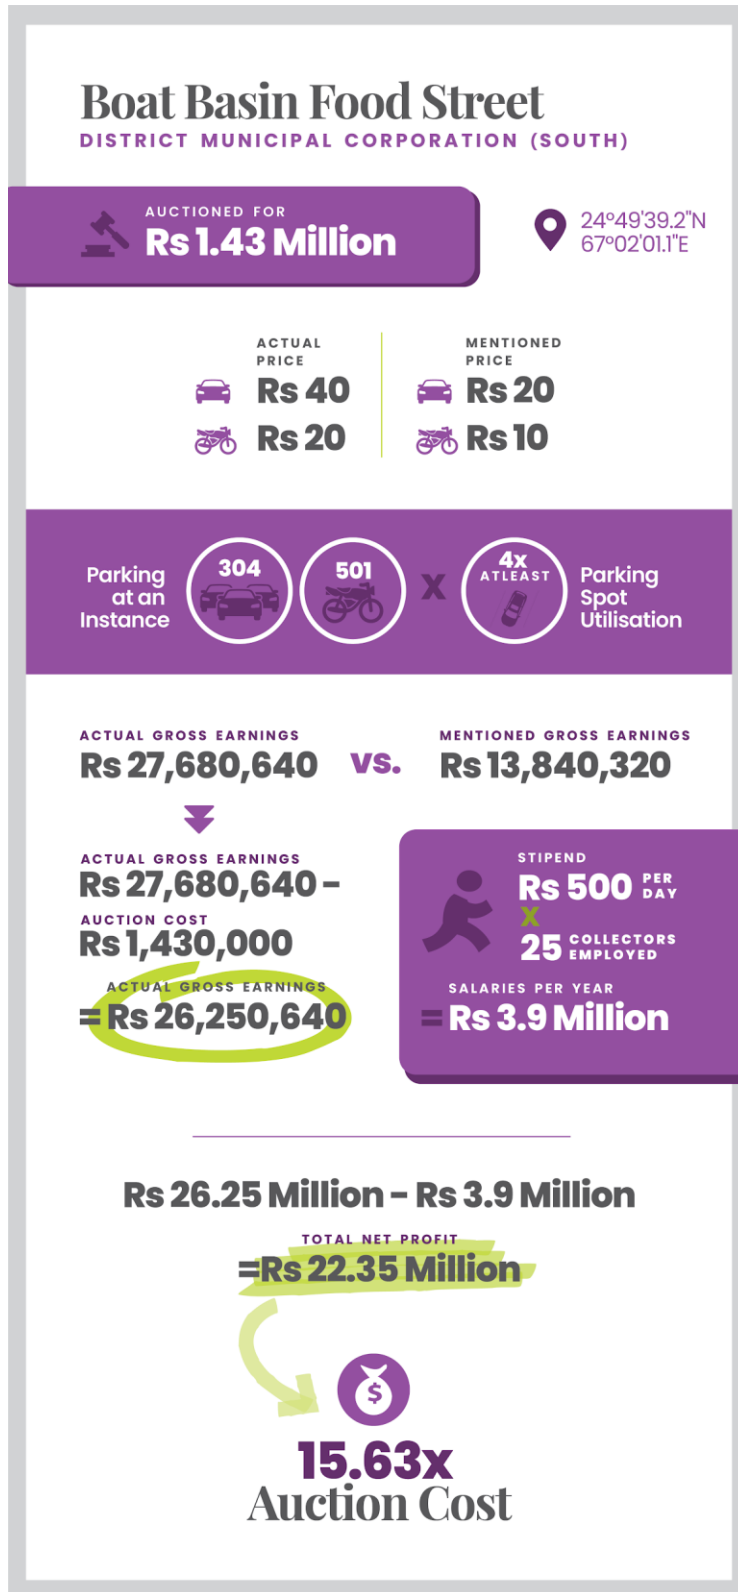 Boat Basin Food Street
DISTRICT MUNICIPAL CORPORATION (SOUTH)
AUCTIONED FOR
Rs 1.43 Million
24°49'39.2"N
67°02'01.1"E
ACTUAL
PRICE
Rs 40
Rs 20
MENTIONED
PRICE
Rs 20
Rs 10
Parking
at an
Instance
304
501
X
4x
ATLEAST
Parking
Spot
Utilisation
ACTUAL GROSS EARNINGS
Rs 27,680,640
VS.
MENTIONED GROSS EARNINGS
Rs 13,840,320
ACTUAL GROSS EARNINGS
Rs 27,680,640 –
AUCTION COST
Rs 1,430,000
ACTUAL GROSS EARNINGS
= Rs 26,250,640
STIPEND
Rs 500 PER DAY
X
25 COLLECTORS EMPLOYED
SALARIES PER YEAR
= Rs 3.9 Million
Rs 26.25 Million – Rs 3.9 Million
TOTAL NET PROFIT
=Rs 22.35 Million
$
15.63x
Auction Cost